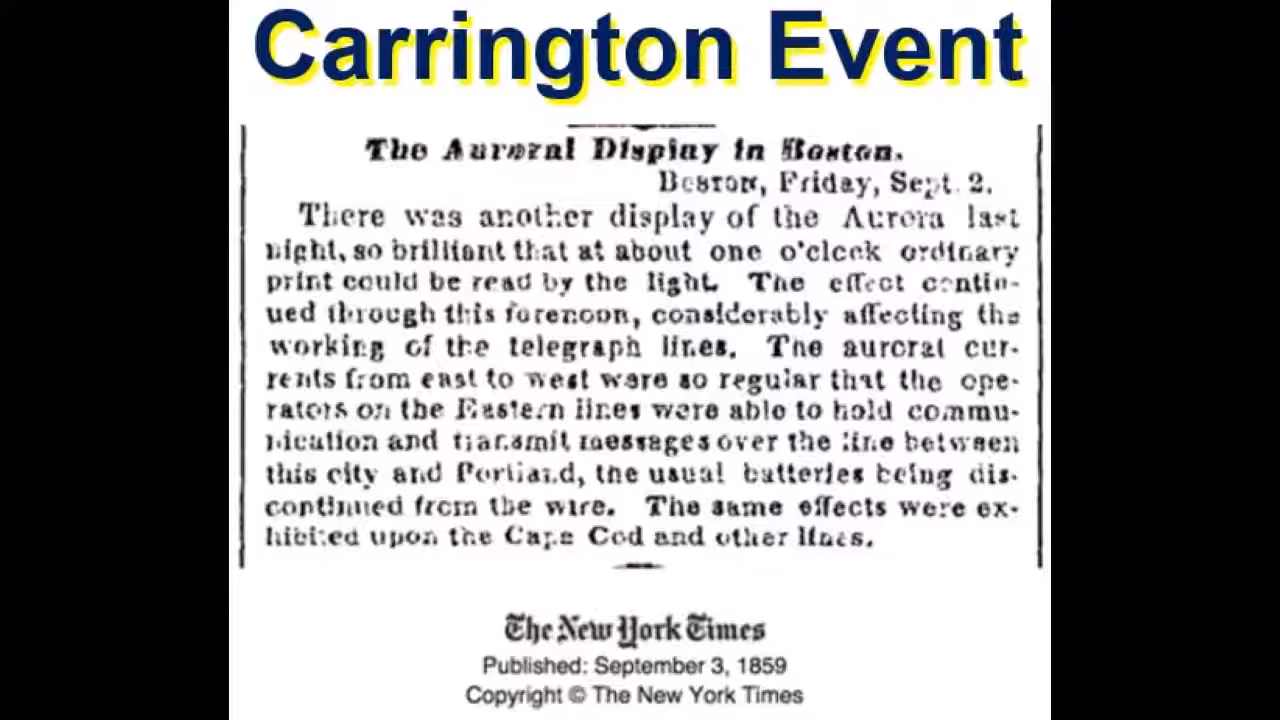 Carrington Event
The Auroral Display in Boston.
Boston, Friday, Sept. 2.
There was another display of the Aurora last
night, so brilliant that at about one o'clock ordinary
print could be read by the light. The effect contin-
ued through this forenoon, considerably affecting the
working of the telegraph lines. The auroral cur-
rents from east to west were so regular that the ope-
rators on the Eastern lines were able to hold commu-
nication and transmit messages over the line between
this city and Portland, the usual batteries being dis-
continued from the wire. The same effects were ex-
hibited upon the Cape Cod and other lines.
The New York Times
Published: September 3, 1859
Copyright © The New York Times